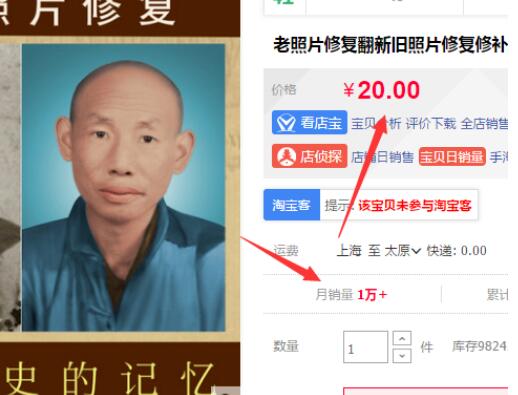 照片修复
史的记忆
老照片修复翻新旧照片修复修补
价格
¥20.00
看店宝 宝贝分析 评价下载 全店销售
店侦探 店铺日销售 宝贝日销量 手淘
淘宝客 提示: 该宝贝未参与淘宝客
运费 上海 至 太原 快递: 0.00
月销量 1万+ 累计
数量 1 件 库存9824